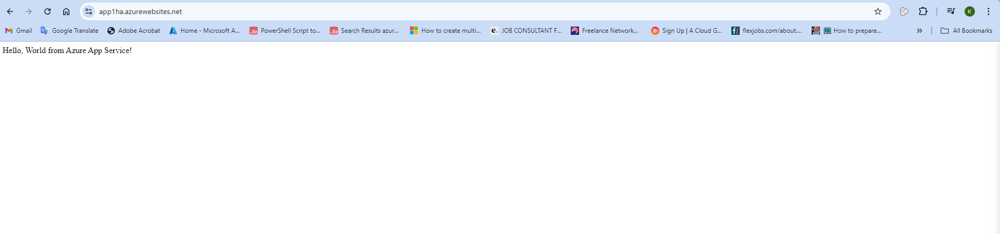 app1ha.azurewebsites.net
K
Gmail Google Translate Adobe Acrobat Home - Microsoft A... PowerShell Script to... Search Results azur... How to create multi... e. JOB CONSULTANT F... Freelance Network... Sign Up | A Cloud G... fj flexjobs.com/about.... How to prepare... » All Bookmarks
Hello, World from Azure App Service!